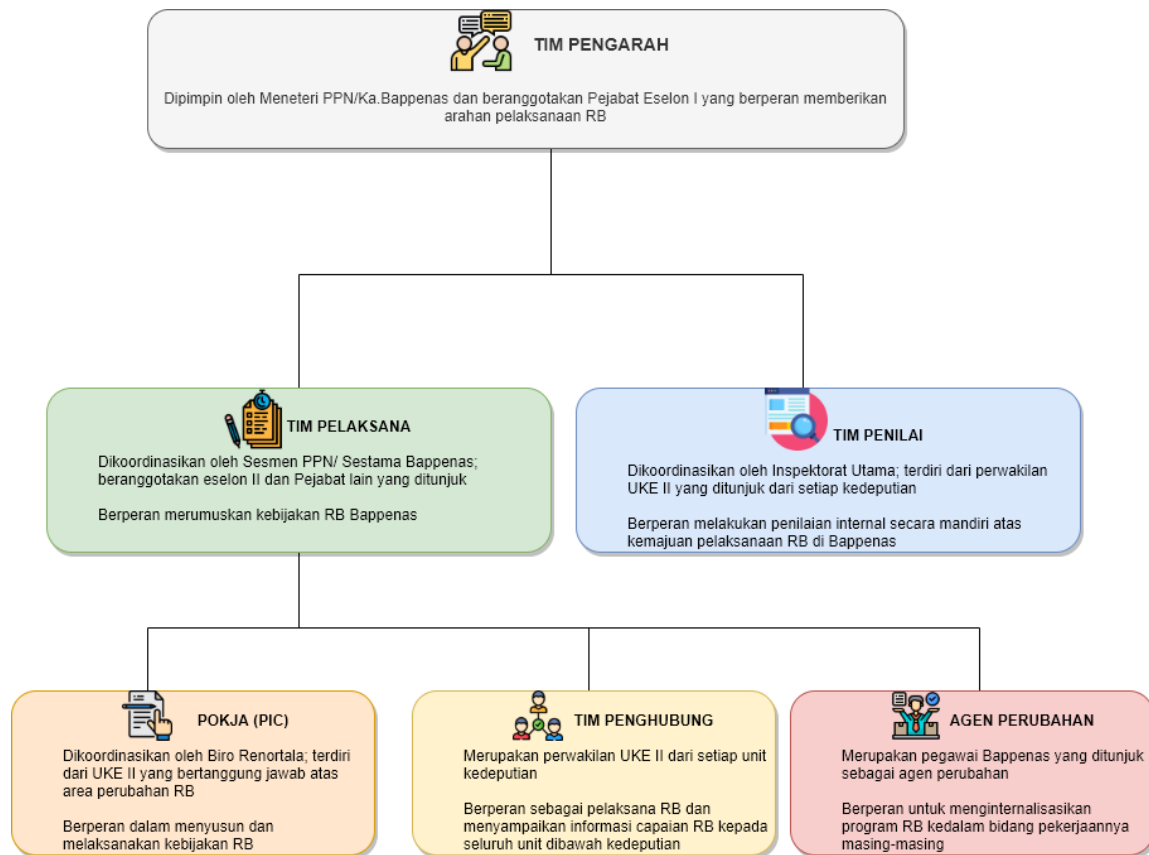 TIM PENGARAH
Dipimpin oleh Meneteri PPN/Ka.Bappenas dan beranggotakan Pejabat Eselon I yang berperan memberikan
arahan pelaksanaan RB
TIM PELAKSANA
Dikoordinasikan oleh Sesmen PPN/ Sestama Bappenas;
beranggotakan eselon II dan Pejabat lain yang ditunjuk
Berperan merumuskan kebijakan RB Bappenas
TIM PENILAI
Dikoordinasikan oleh Inspektorat Utama; terdiri dari perwakilan
UKE II yang ditunjuk dari setiap kedeputian
Berperan melakukan penilaian internal secara mandiri atas
kemajuan pelaksanaan RB di Bappenas
POKJA (PIC)
Dikoordinasikan oleh Biro Renortala; terdiri
dari UKE II yang bertanggung jawab atas
area perubahan RB
Berperan dalam menyusun dan
melaksanakan kebijakan RB
TIM PENGHUBUNG
Merupakan perwakilan UKE II dari setiap unit
kedeputian
Berperan sebagai pelaksana RB dan
menyampaikan informasi capaian RB kepada
seluruh unit dibawah kedeputian
AGEN PERUBAHAN
Merupakan pegawai Bappenas yang ditunjuk
sebagai agen perubahan
Berperan untuk menginternalisasikan
program RB kedalam bidang pekerjaannya
masing-masing